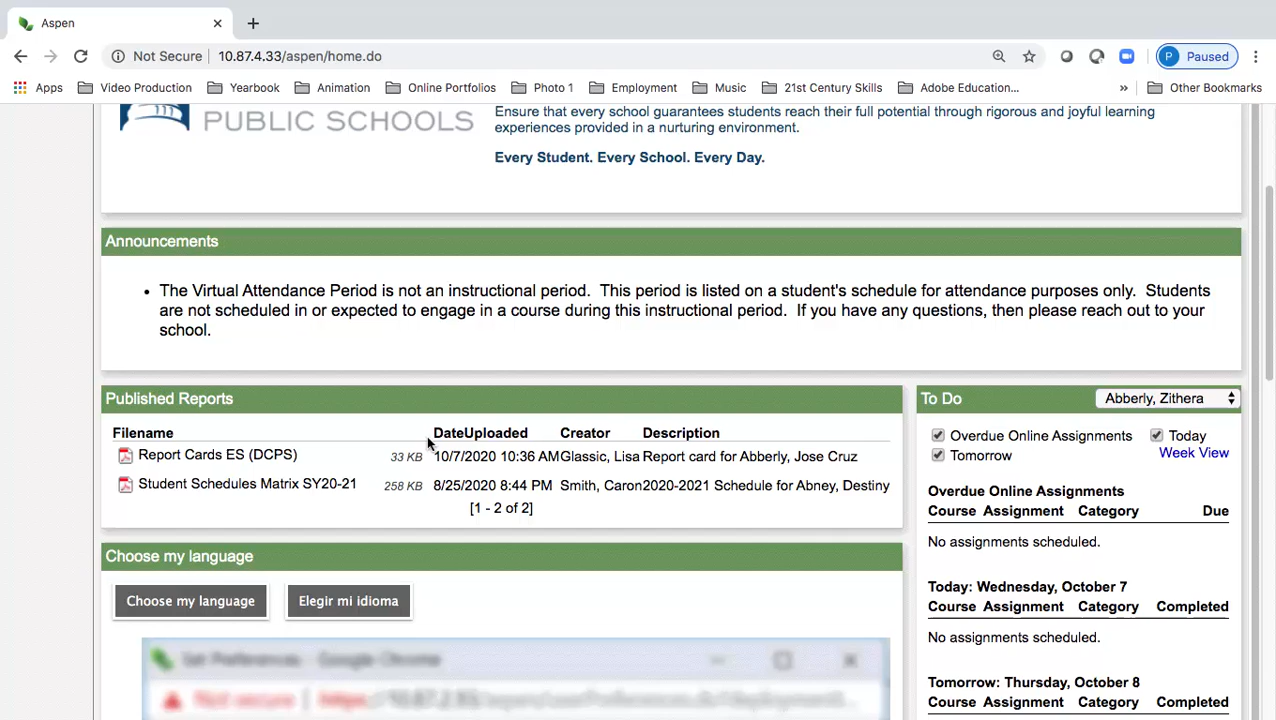 Aspen
Not Secure 10.87.4.33/aspen/home.do Paused
P
Apps Video Production Yearbook Animation Online Portfolios Photo 1 Employment Music 21st Century Skills Adobe Education... » Other Bookmarks
PUBLIC SCHOOLS
Ensure that every school guarantees students reach their full potential through rigorous and joyful learning
experiences provided in a nurturing environment.
Every Student. Every School. Every Day.
Announcements
• The Virtual Attendance Period is not an instructional period. This period is listed on a student's schedule for attendance purposes only. Students
are not scheduled in or expected to engage in a course during this instructional period. If you have any questions, then please reach out to your
school.
Published Reports
Filename DateUploaded Creator Description
Report Cards ES (DCPS) 33 KB 10/7/2020 10:36 AM Glassic, Lisa Report card for Abberly, Jose Cruz
Student Schedules Matrix SY20-21 258 KB 8/25/2020 8:44 PM Smith, Caron 2020-2021 Schedule for Abney, Destiny
[1 - 2 of 2]
Choose my language
Choose my language Elegir mi idioma
Set Preferences - Google Chrome
Not secure
To Do Abberly, Zithera
Overdue Online Assignments Today
Tomorrow Week View
Overdue Online Assignments
Course Assignment Category Due
No assignments scheduled.
Today: Wednesday, October 7
Course Assignment Category Completed
No assignments scheduled.
Tomorrow: Thursday, October 8
Course Assignment Category Completed